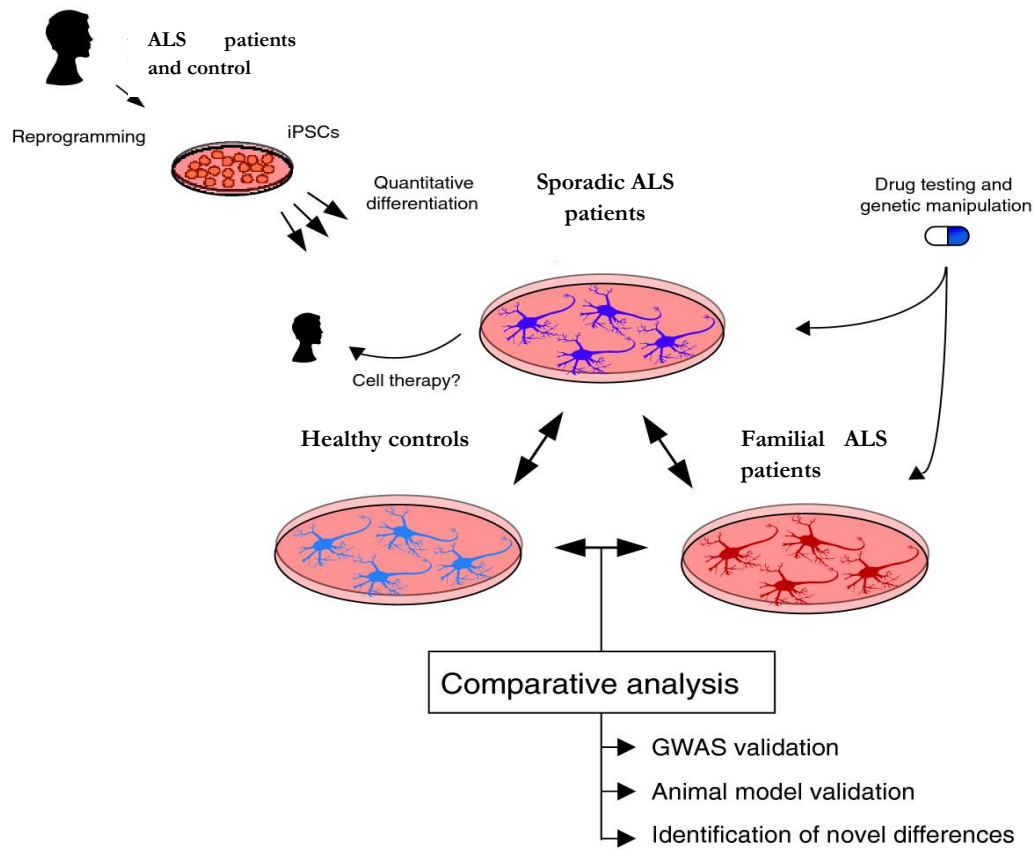 ALS patients
and control
Reprogramming
iPSCs
Quantitative
differentiation
Sporadic ALS
patients
Drug testing and
genetic manipulation
Cell therapy?
Healthy controls
Familial ALS
patients
Comparative analysis
GWAS validation
Animal model validation
Identification of novel differences